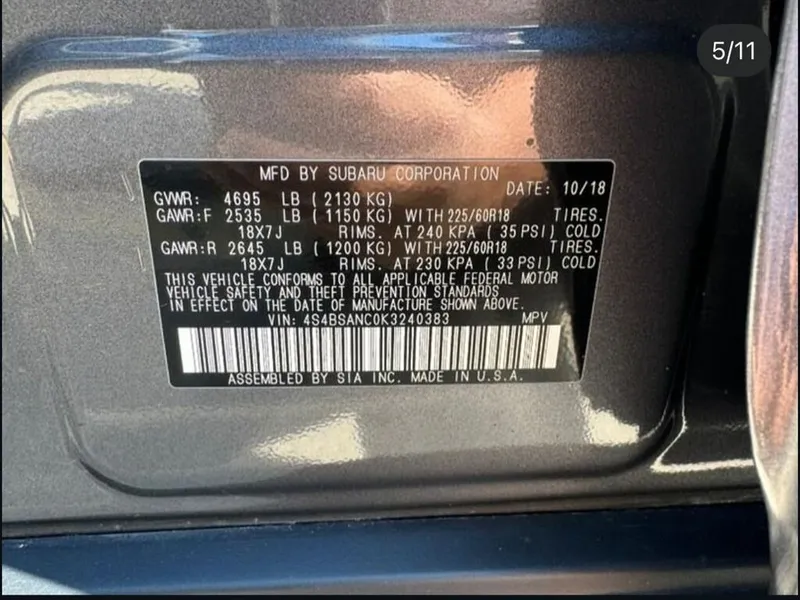 5/11
MFD BY SUBARU CORPORATION
DATE: 10/18
GVWR: 4695 LB ( 2130 KG)
GAWR:F 2535 LB ( 1150 KG) WITH 225/60R18 TIRES.
18X7J RIMS. AT 240 KPA ( 35 PSI) COLD
GAWR:R 2645 LB ( 1200 KG) WITH 225/60R18 TIRES.
18X7J RIMS. AT 230 KPA ( 33 PSI) COLD
THIS VEHICLE CONFORMS TO ALL APPLICABLE FEDERAL MOTOR
VEHICLE SAFETY AND THEFT PREVENTION STANDARDS
IN EFFECT ON THE DATE OF MANUFACTURE SHOWN ABOVE.
VIN: 4S4BSANC0K3240383 MPV
ASSEMBLED BY SIA INC. MADE IN U.S.A.